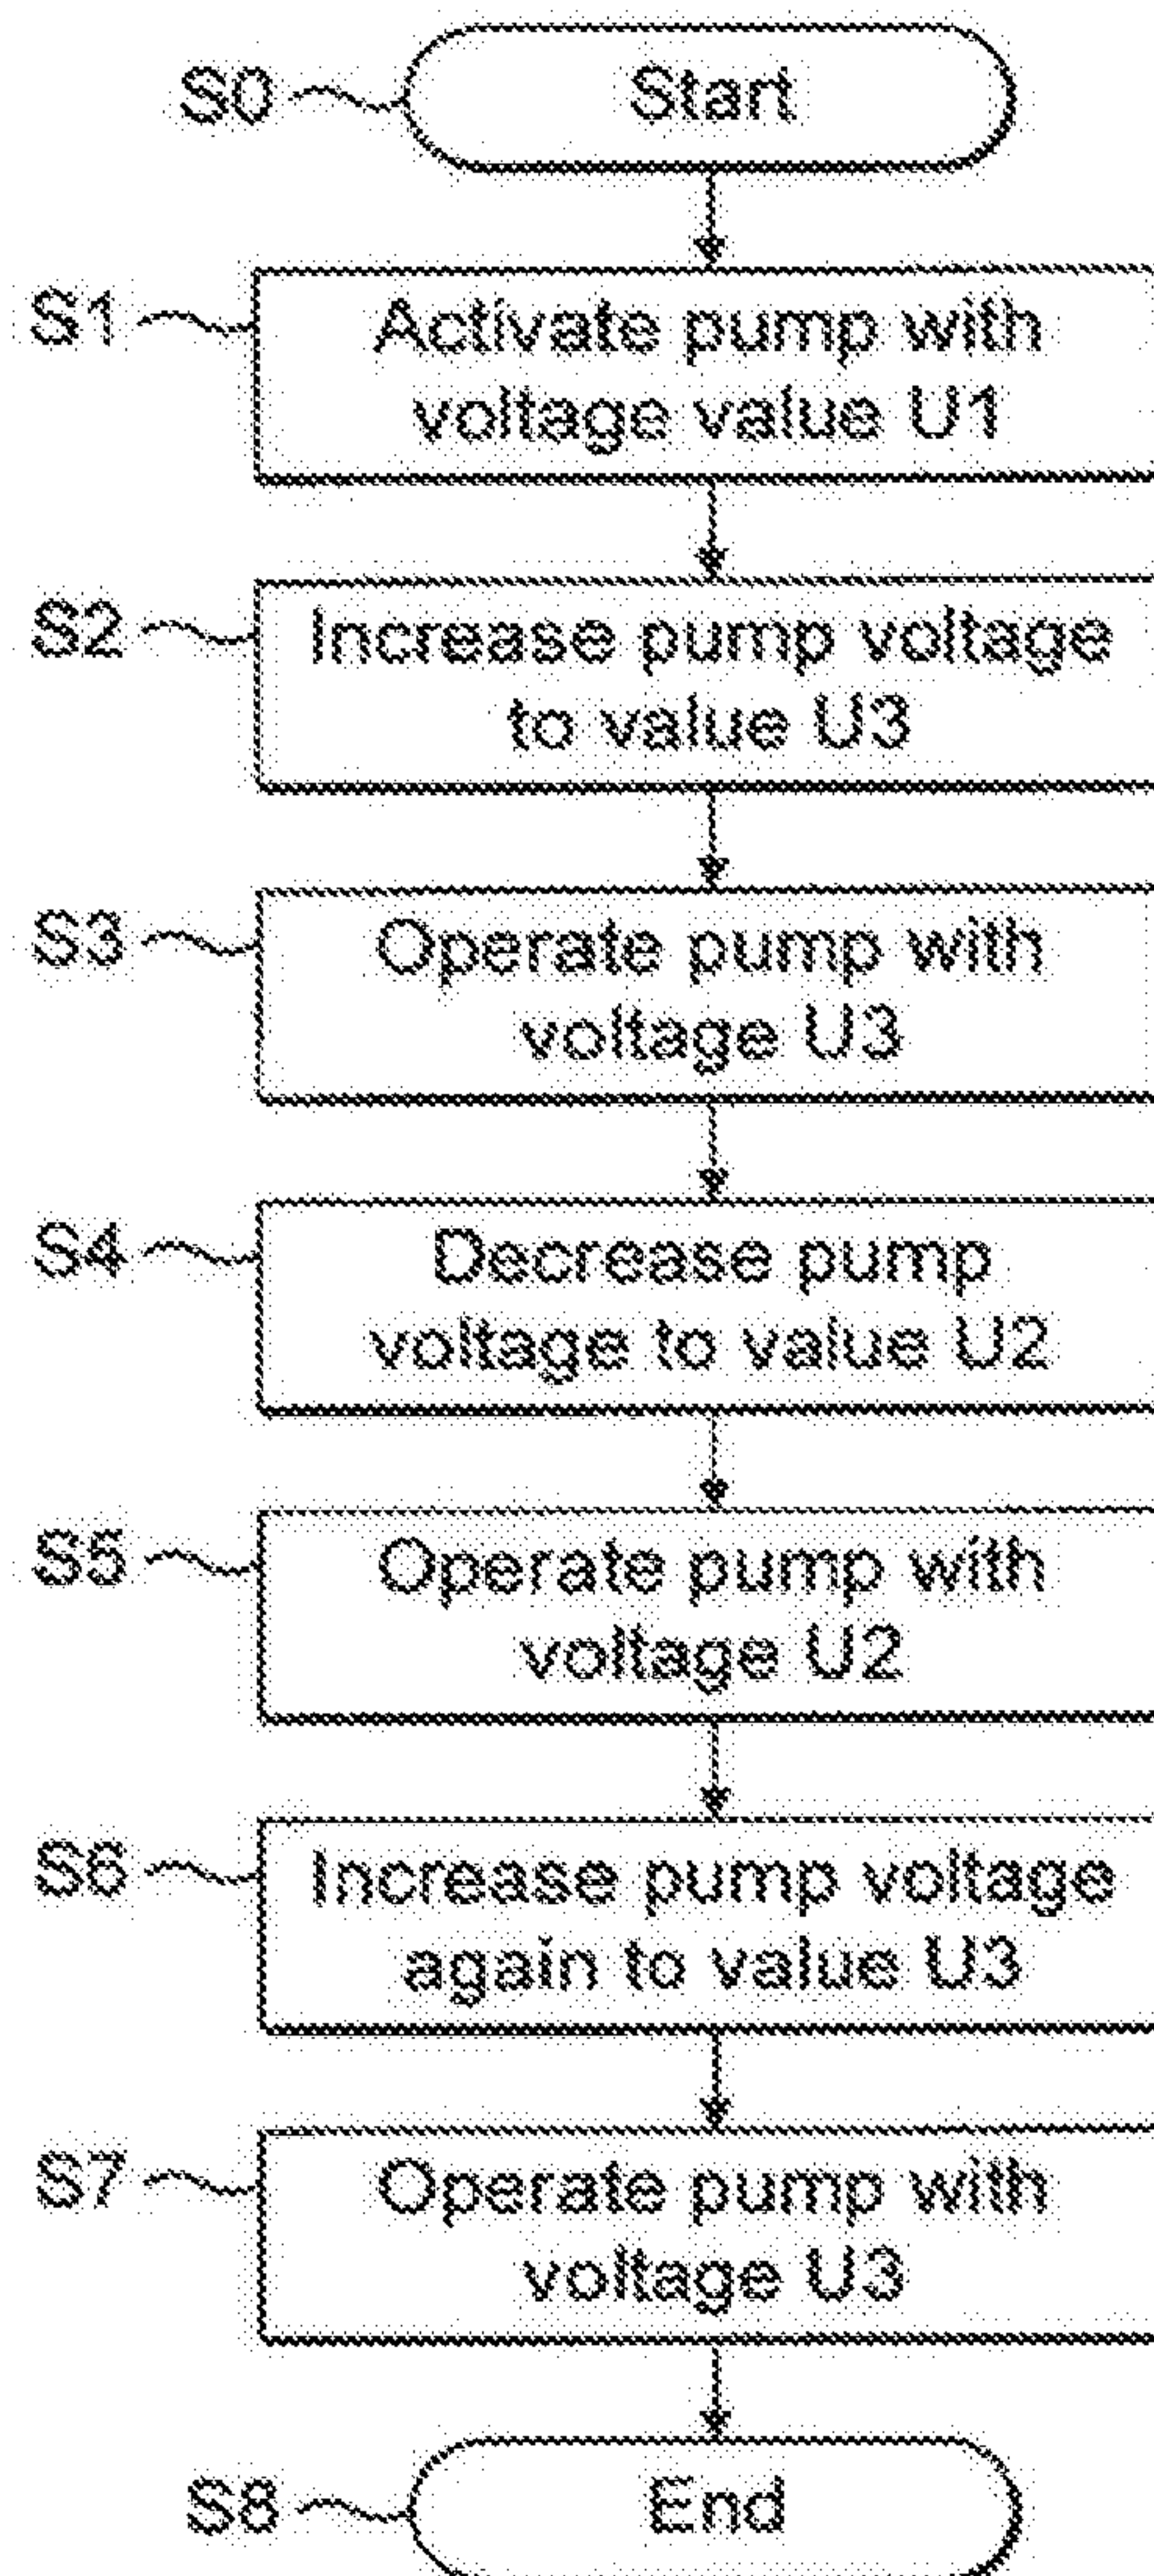 S0
Start
S1
Activate pump with
voltage value U1
S2
Increase pump voltage
to value U3
S3
Operate pump with
voltage U3
S4
Decrease pump
voltage to value U2
S5
Operate pump with
voltage U2
S6
Increase pump voltage
again to value U3
S7
Operate pump with
voltage U3
S8
End